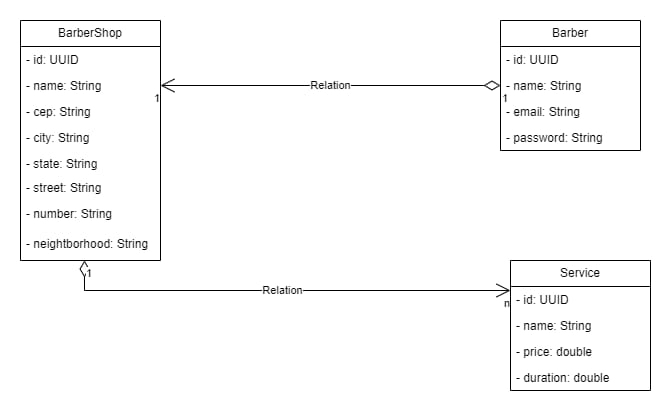 BarberShop
- id: UUID
- name: String
- cep: String
- city: String
- state: String
- street: String
- number: String
- neightborhood: String
1
Relation
1
Barber
- id: UUID
- name: String
- email: String
- password: String
1
Relation
n
Service
- id: UUID
- name: String
- price: double
- duration: double